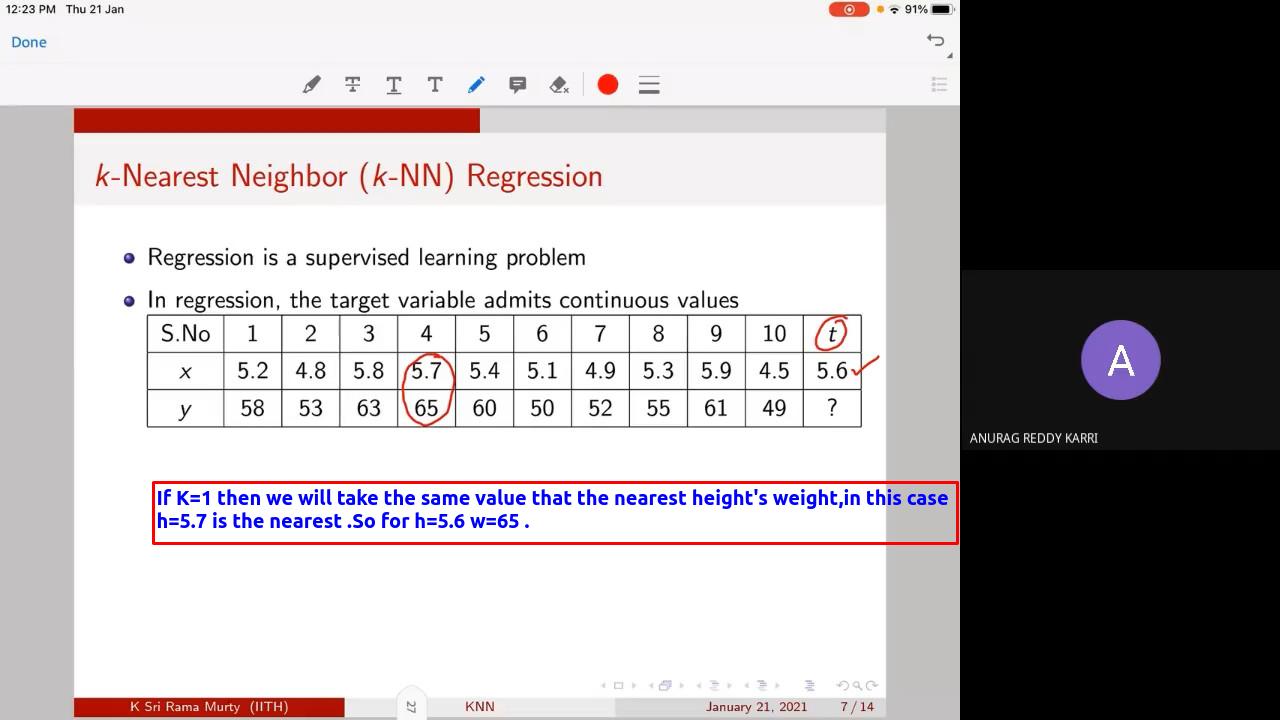 12:23 PM Thu 21 Jan
91%
Done
k-Nearest Neighbor (k-NN) Regression
Regression is a supervised learning problem
In regression, the target variable admits continuous values
S.No 1 2 3 4 5 6 7 8 9 10 t
x 5.2 4.8 5.8 5.7 5.4 5.1 4.9 5.3 5.9 4.5 5.6
y 58 53 63 65 60 50 52 55 61 49 ?
If K=1 then we will take the same value that the nearest height's weight,in this case
h=5.7 is the nearest .So for h=5.6 w=65 .
A
ANURAG REDDY KARRI
K Sri Rama Murty (IITH) 27 KNN January 21, 2021 7 / 14